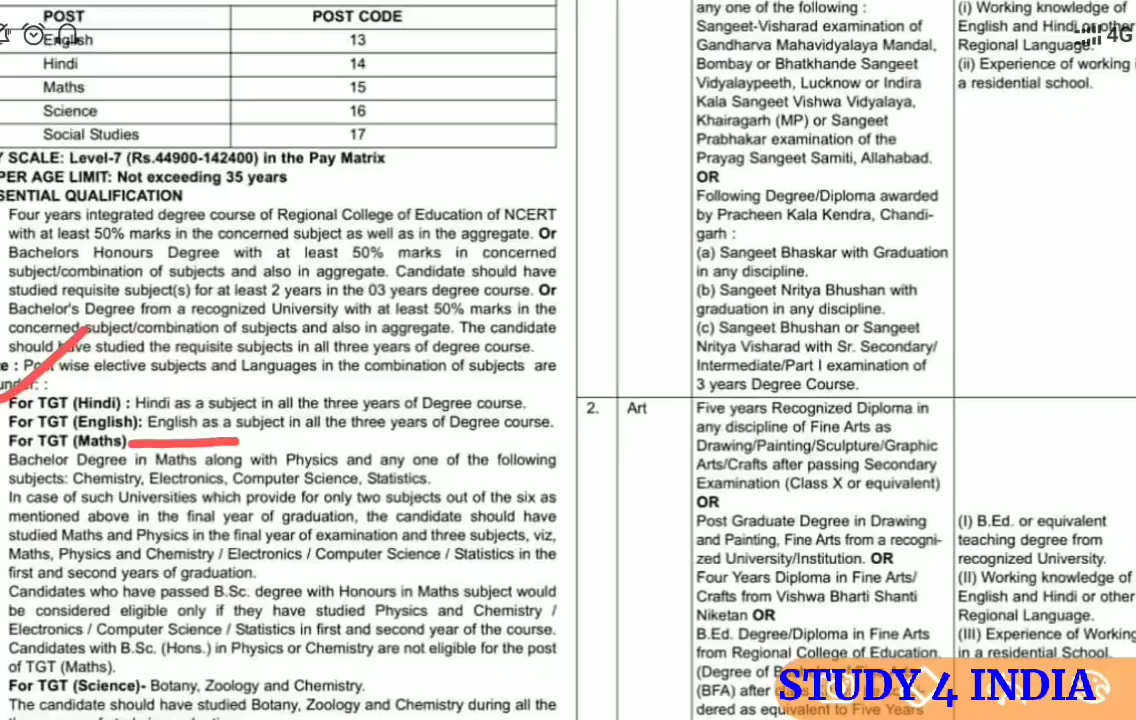 POST POST CODE
English 13
Hindi 14
Maths 15
Science 16
Social Studies 17
SCALE: Level-7 (Rs.44900-142400) in the Pay Matrix
PER AGE LIMIT: Not exceeding 35 years
SENTIAL QUALIFICATION
Four years integrated degree course of Regional College of Education of NCERT
with at least 50% marks in the concerned subject as well as in the aggregate. Or
Bachelors Honours Degree with at least 50% marks in concerned
subject/combination of subjects and also in aggregate. Candidate should have
studied requisite subject(s) for at least 2 years in the 03 years degree course. Or
Bachelor's Degree from a recognized University with at least 50% marks in the
concerned subject/combination of subjects and also in aggregate. The candidate
should have studied the requisite subjects in all three years of degree course.
e : Post wise elective subjects and Languages in the combination of subjects are
under: :
For TGT (Hindi) : Hindi as a subject in all the three years of Degree course.
For TGT (English): English as a subject in all the three years of Degree course.
For TGT (Maths)
Bachelor Degree in Maths along with Physics and any one of the following
subjects: Chemistry, Electronics, Computer Science, Statistics.
In case of such Universities which provide for only two subjects out of the six as
mentioned above in the final year of graduation, the candidate should have
studied Maths and Physics in the final year of examination and three subjects, viz,
Maths, Physics and Chemistry / Electronics / Computer Science / Statistics in the
first and second years of graduation.
Candidates who have passed B.Sc. degree with Honours in Maths subject would
be considered eligible only if they have studied Physics and Chemistry /
Electronics / Computer Science / Statistics in first and second year of the course.
Candidates with B.Sc. (Hons.) in Physics or Chemistry are not eligible for the post
of TGT (Maths).
For TGT (Science)- Botany, Zoology and Chemistry.
The candidate should have studied Botany, Zoology and Chemistry during all the
any one of the following :
Sangeet-Visharad examination of
Gandharva Mahavidyalaya Mandal,
Bombay or Bhatkhande Sangeet
Vidyalaypeeth, Lucknow or Indira
Kala Sangeet Vishwa Vidyalaya,
Khairagarh (MP) or Sangeet
Prabhakar examination of the
Prayag Sangeet Samiti, Allahabad.
OR
Following Degree/Diploma awarded
by Pracheen Kala Kendra, Chandi-
garh :
(a) Sangeet Bhaskar with Graduation
in any discipline.
(b) Sangeet Nritya Bhushan with
graduation in any discipline.
(c) Sangeet Bhushan or Sangeet
Nritya Visharad with Sr. Secondary/
Intermediate/Part I examination of
3 years Degree Course.
(i) Working knowledge of
English and Hindi or other
Regional Language.
(ii) Experience of working i
a residential school.
4G
2. Art
Five years Recognized Diploma in
any discipline of Fine Arts as
Drawing/Painting/Sculpture/Graphic
Arts/Crafts after passing Secondary
Examination (Class X or equivalent)
OR
Post Graduate Degree in Drawing
and Painting, Fine Arts from a recogni-
zed University/Institution. OR
Four Years Diploma in Fine Arts/
Crafts from Vishwa Bharti Shanti
Niketan OR
B.Ed. Degree/Diploma in Fine Arts
from Regional College of Education.
(Degree of
(BFA) after
dered as equivalent to Five Years
(I) B.Ed. or equivalent
teaching degree from
recognized University.
(II) Working knowledge of
English and Hindi or other
Regional Language.
(III) Experience of Working
in a residential School.
STUDY 4 INDIA